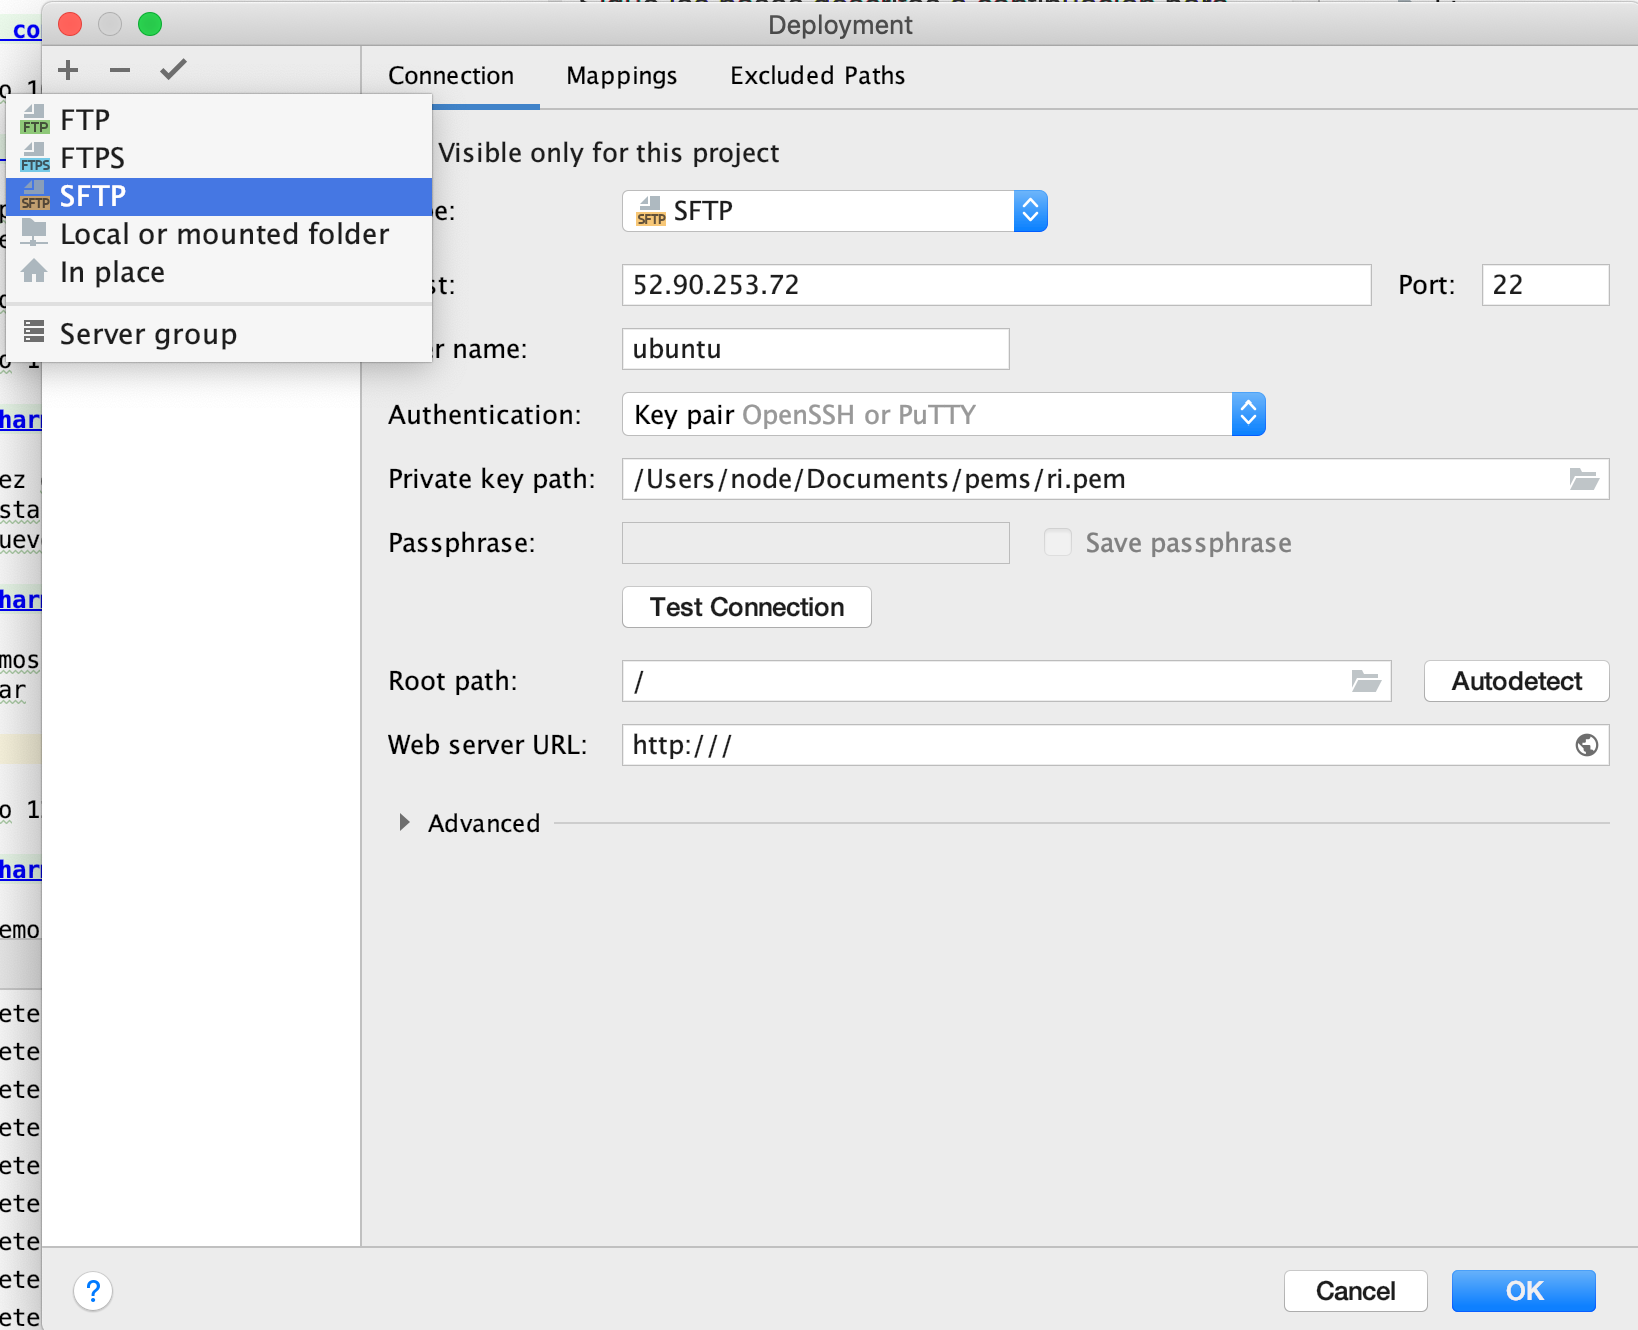 Deployment
co
Connection Mappings Excluded Paths
FTP FTP
FTPS FTPS
SFTP SFTP
Local or mounted folder
In place
Server group
Visible only for this project
SFTP SFTP
52.90.253.72 Port: 22
name: ubuntu
Authentication: Key pair OpenSSH or PuTTY
Private key path: /Users/node/Documents/pems/ri.pem
Passphrase: Save passphrase
Test Connection
Root path: / Autodetect
Web server URL: http:///
Advanced
ez
sta
uev
har
mos
ar
o 1
har
emo
ete
ete
ete
ete
ete
ete
ete
ete
ete
? Cancel OK